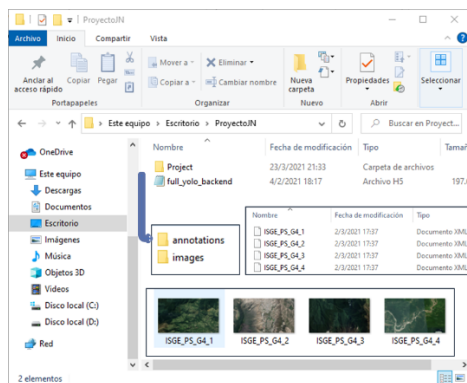 ProyectoJN
Archivo Inicio Compartir Vista
Anclar al acceso rápido
Copiar
Pegar
Portapapeles
Mover a
Copiar a
Eliminar
Cambiar nombre
Organizar
Nueva carpeta
Nuevo
Propiedades
Abrir
Seleccionar
Este equipo > Escritorio > ProyectoJN
Buscar en Proyect...
OneDrive
Este equipo
Descargas
Documentos
Escritorio
Imágenes
Música
Objetos 3D
Videos
Disco local (C:)
Disco local (D:)
Red
Nombre Fecha de modificación Tipo Tamañ
Project 23/3/2021 21:33 Carpeta de archivos
full_yolo_backend 4/2/2021 18:17 Archivo H5 197.
annotations
images
Nombre Fecha de modificación Tipo
ISGE_PS_G4_1 2/3/2021 17:37 Documento XML
ISGE_PS_G4_2 2/3/2021 17:37 Documento XML
ISGE_PS_G4_3 2/3/2021 17:37 Documento XML
ISGE_PS_G4_4 2/3/2021 17:37 Documento XML
ISGE_PS_G4_1 ISGE_PS_G4_2 ISGE_PS_G4_3 ISGE_PS_G4_4
2 elementos